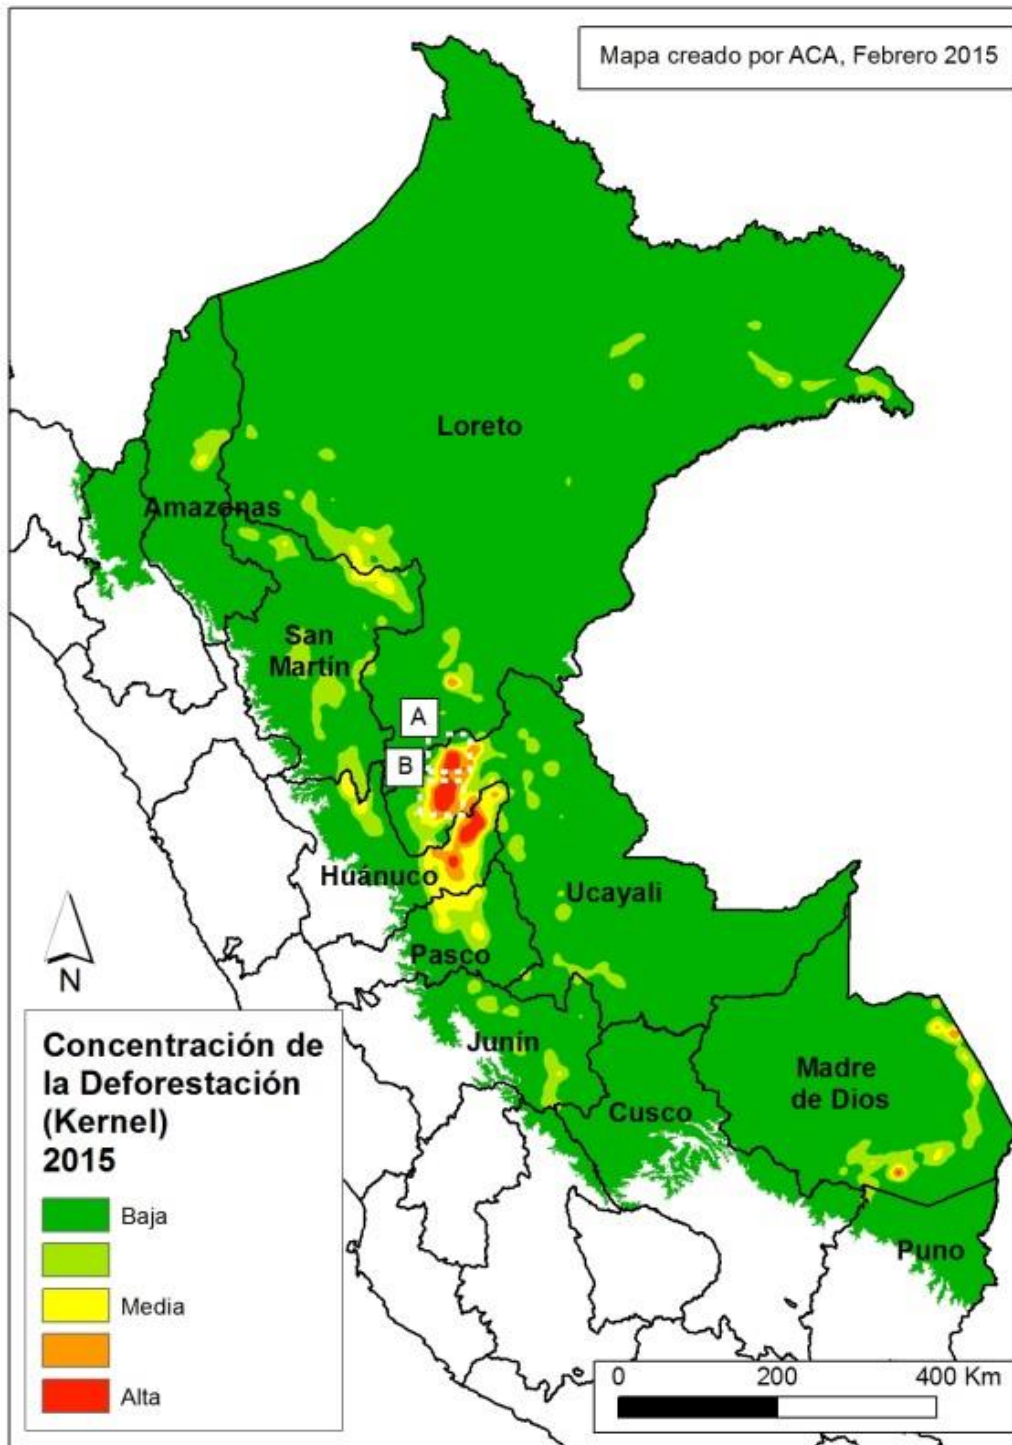 Mapa creado por ACA, Febrero 2015
Loreto
Amazonas
San
Martín
A
B
Huánuco
Ucayali
Pasco
N
Junín
Madre
de Dios
Cusco
Puno
Concentración de
la Deforestación
(Kernel)
2015
Baja
Media
Alta
0 200 400 Km